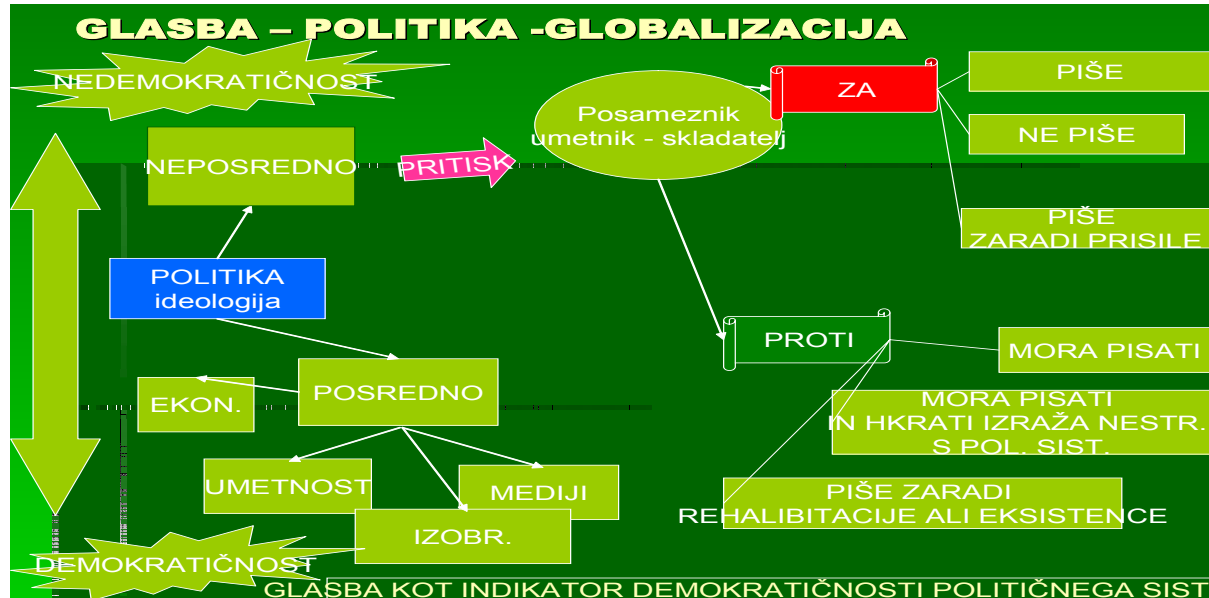 GLASBA – POLITIKA -GLOBALIZACIJA
NEDEMOKRATIČNOST
NEPOSREDNO
PRITISK
Posameznik
umetnik - skladatelj
ZA
PIŠE
NE PIŠE
PIŠE
ZARADI PRISILE
POLITIKA
ideologija
PROTI
MORA PISATI
EKON.
POSREDNO
MORA PISATI
IN HKRATI IZRAŽA NESTR.
S POL. SIST.
UMETNOST
MEDIJI
IZOBR.
PIŠE ZARADI
REHALIBITACIJE ALI EKSISTENCE
DEMOKRATIČNOST
GLASBA KOT INDIKATOR DEMOKRATIČNOSTI POLITIČNEGA SIST